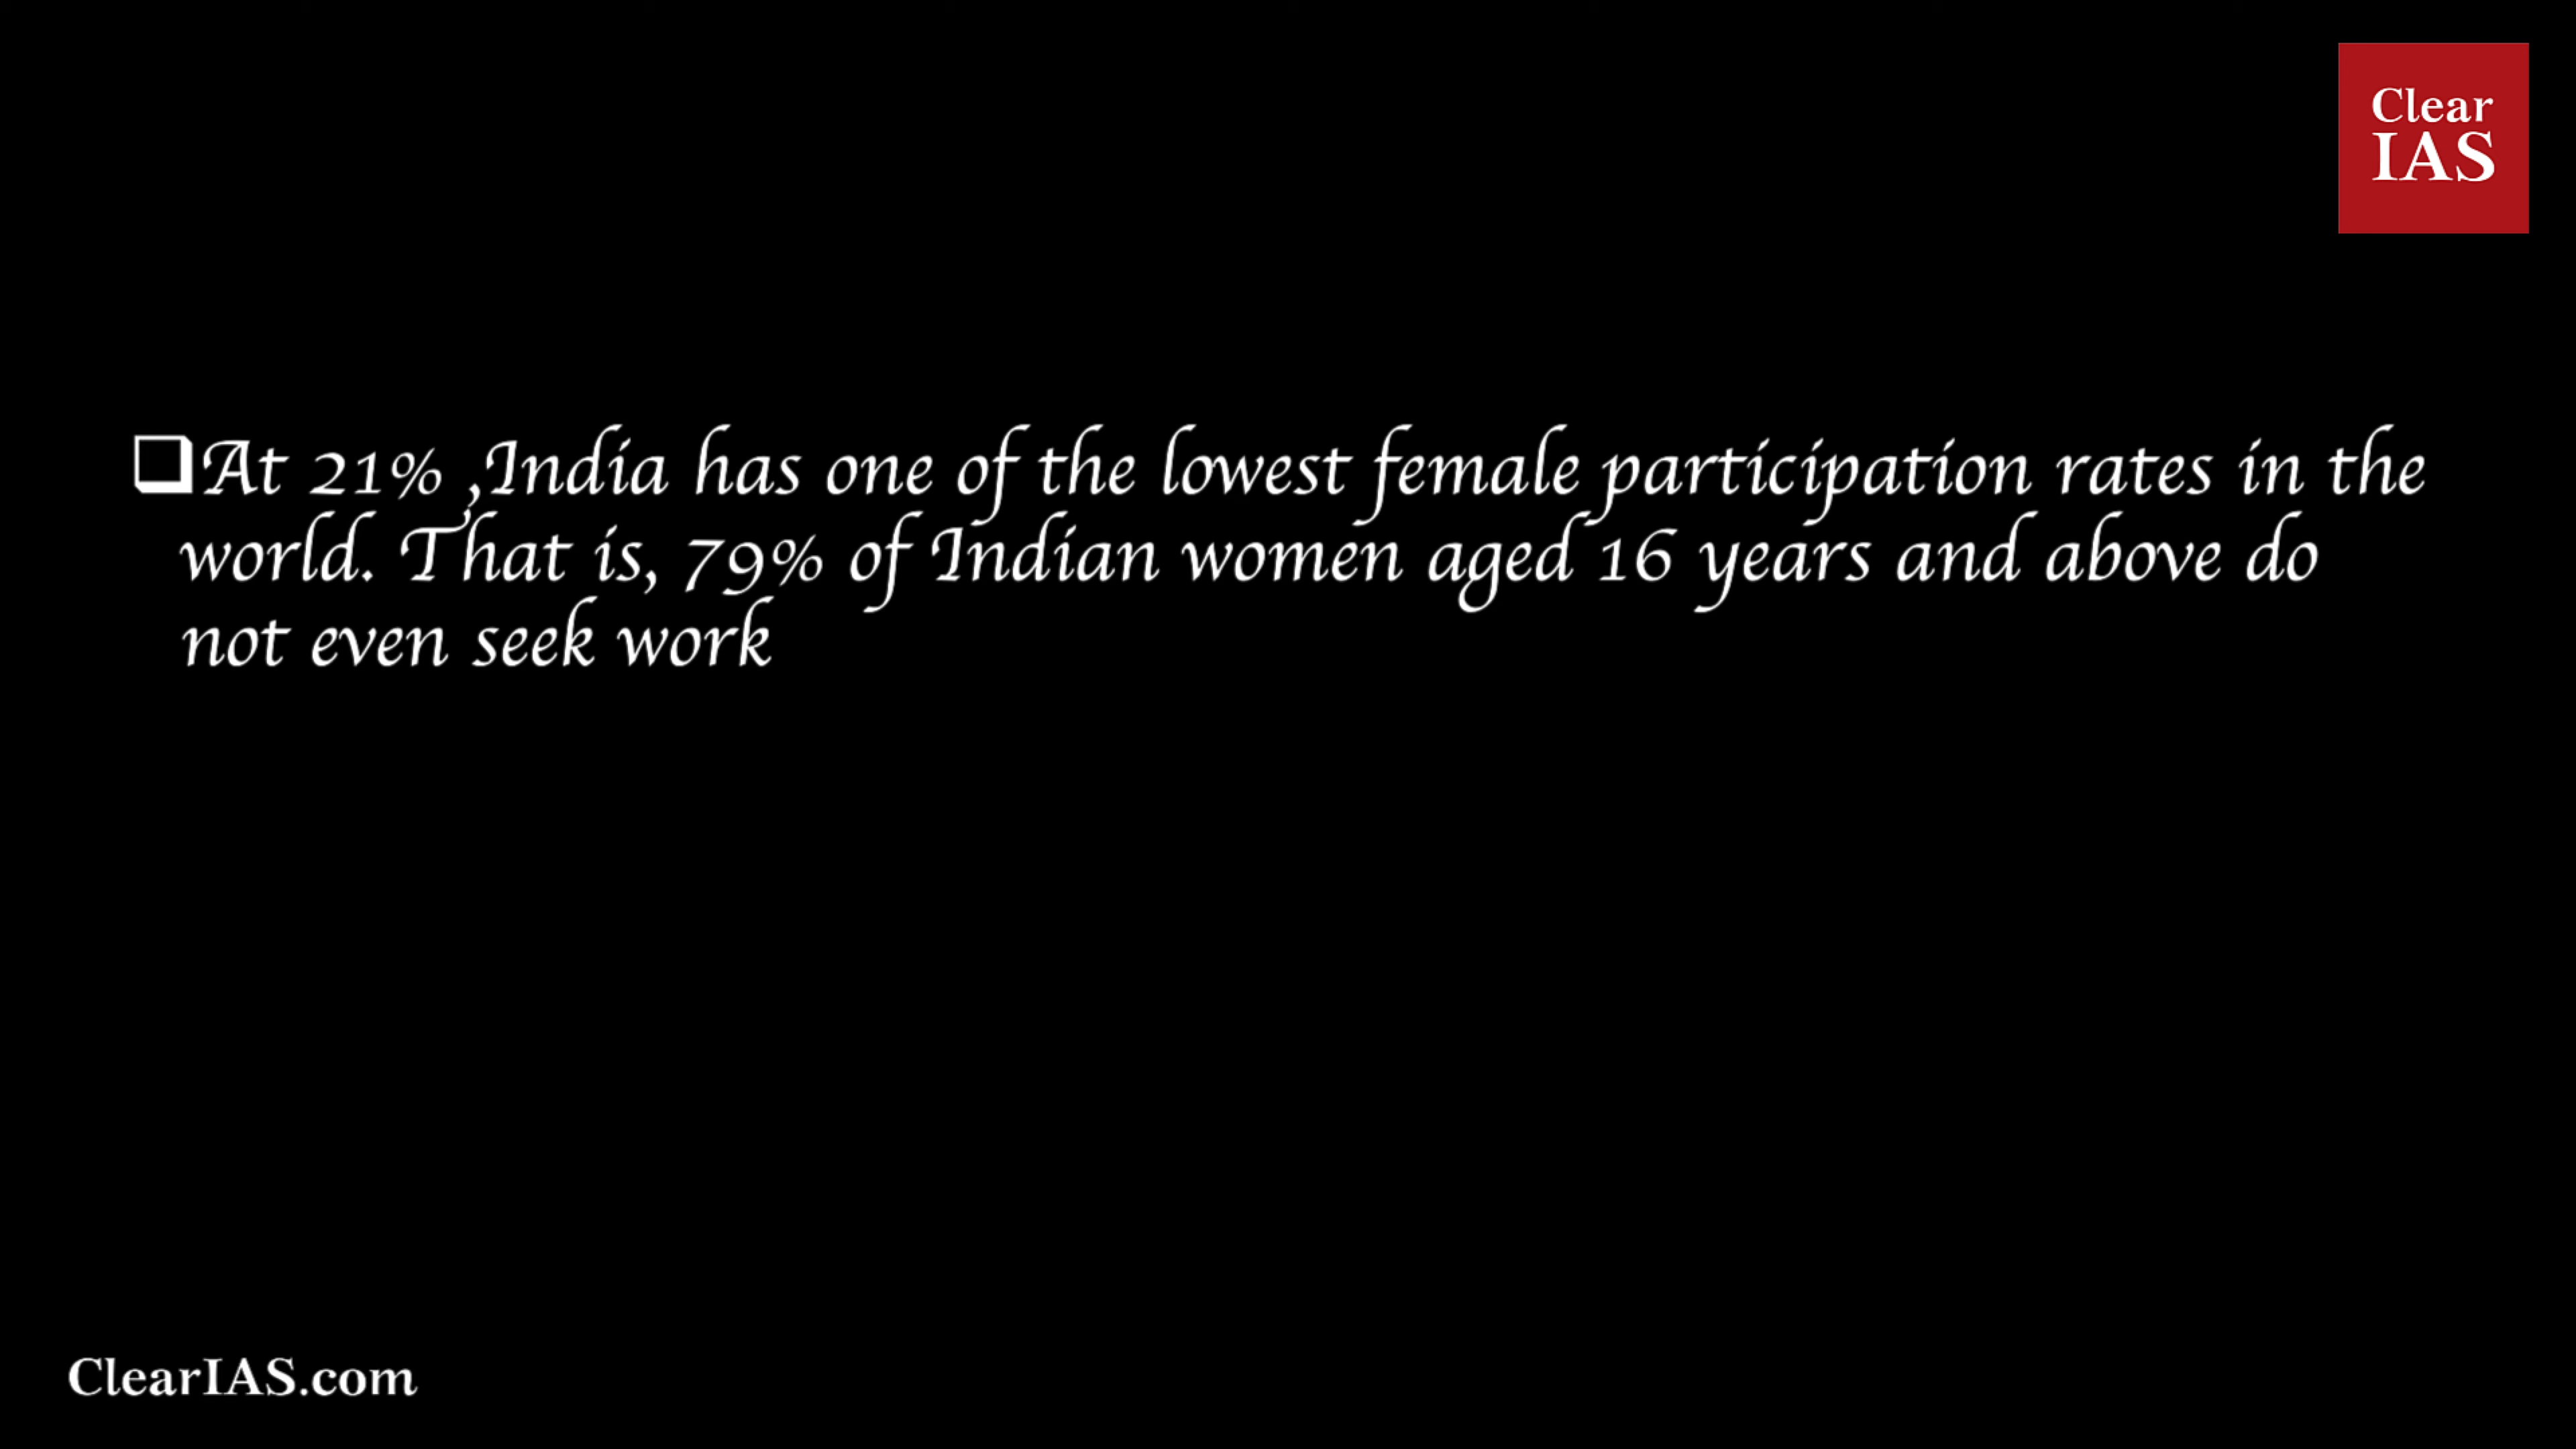 Clear
IAS
❑At 21% ,India has one of the lowest female participation rates in the
world. That is, 79% of Indian women aged 16 years and above do
not even seek work
ClearIAS.com